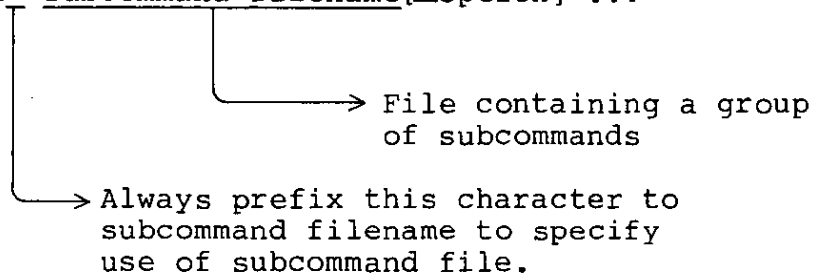 File containing a group
of subcommands
Always prefix this character to
subcommand filename to specify
use of subcommand file.